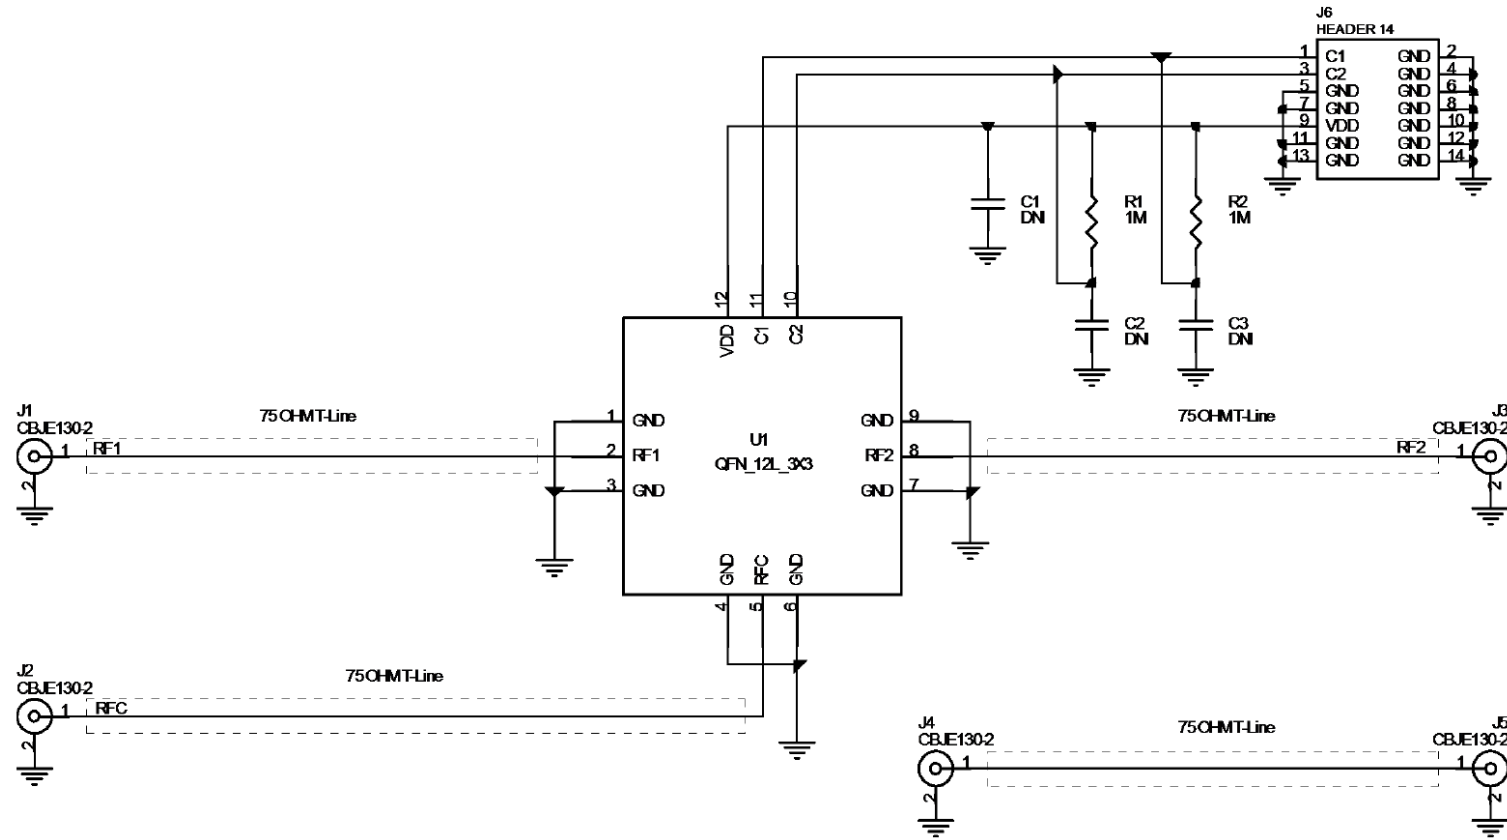 J6
HEADER 14
1 C1 GND 2
3 C2 GND 4
5 GND GND 6
7 GND GND 8
9 VDD GND 10
11 GND GND 12
13 GND GND 14
C1
DNI
R1
1M
R2
1M
C2
DNI
C3
DNI
12 11 10
VDD C1 C2
J1
CBJE130-2
1 RF1
2
75 OHM T-Line
1 GND
2 RF1
3 GND
U1
QFN_12L_3X3
GND 9
RF2 8
GND 7
75 OHM T-Line
J3
CBJE130-2
RF2 1
2
GND RFC GND
4 5 6
J2
CBJE130-2
1 RFC
2
75 OHM T-Line
J4
CBJE130-2
1
2
75 OHM T-Line
J5
CBJE130-2
1
2